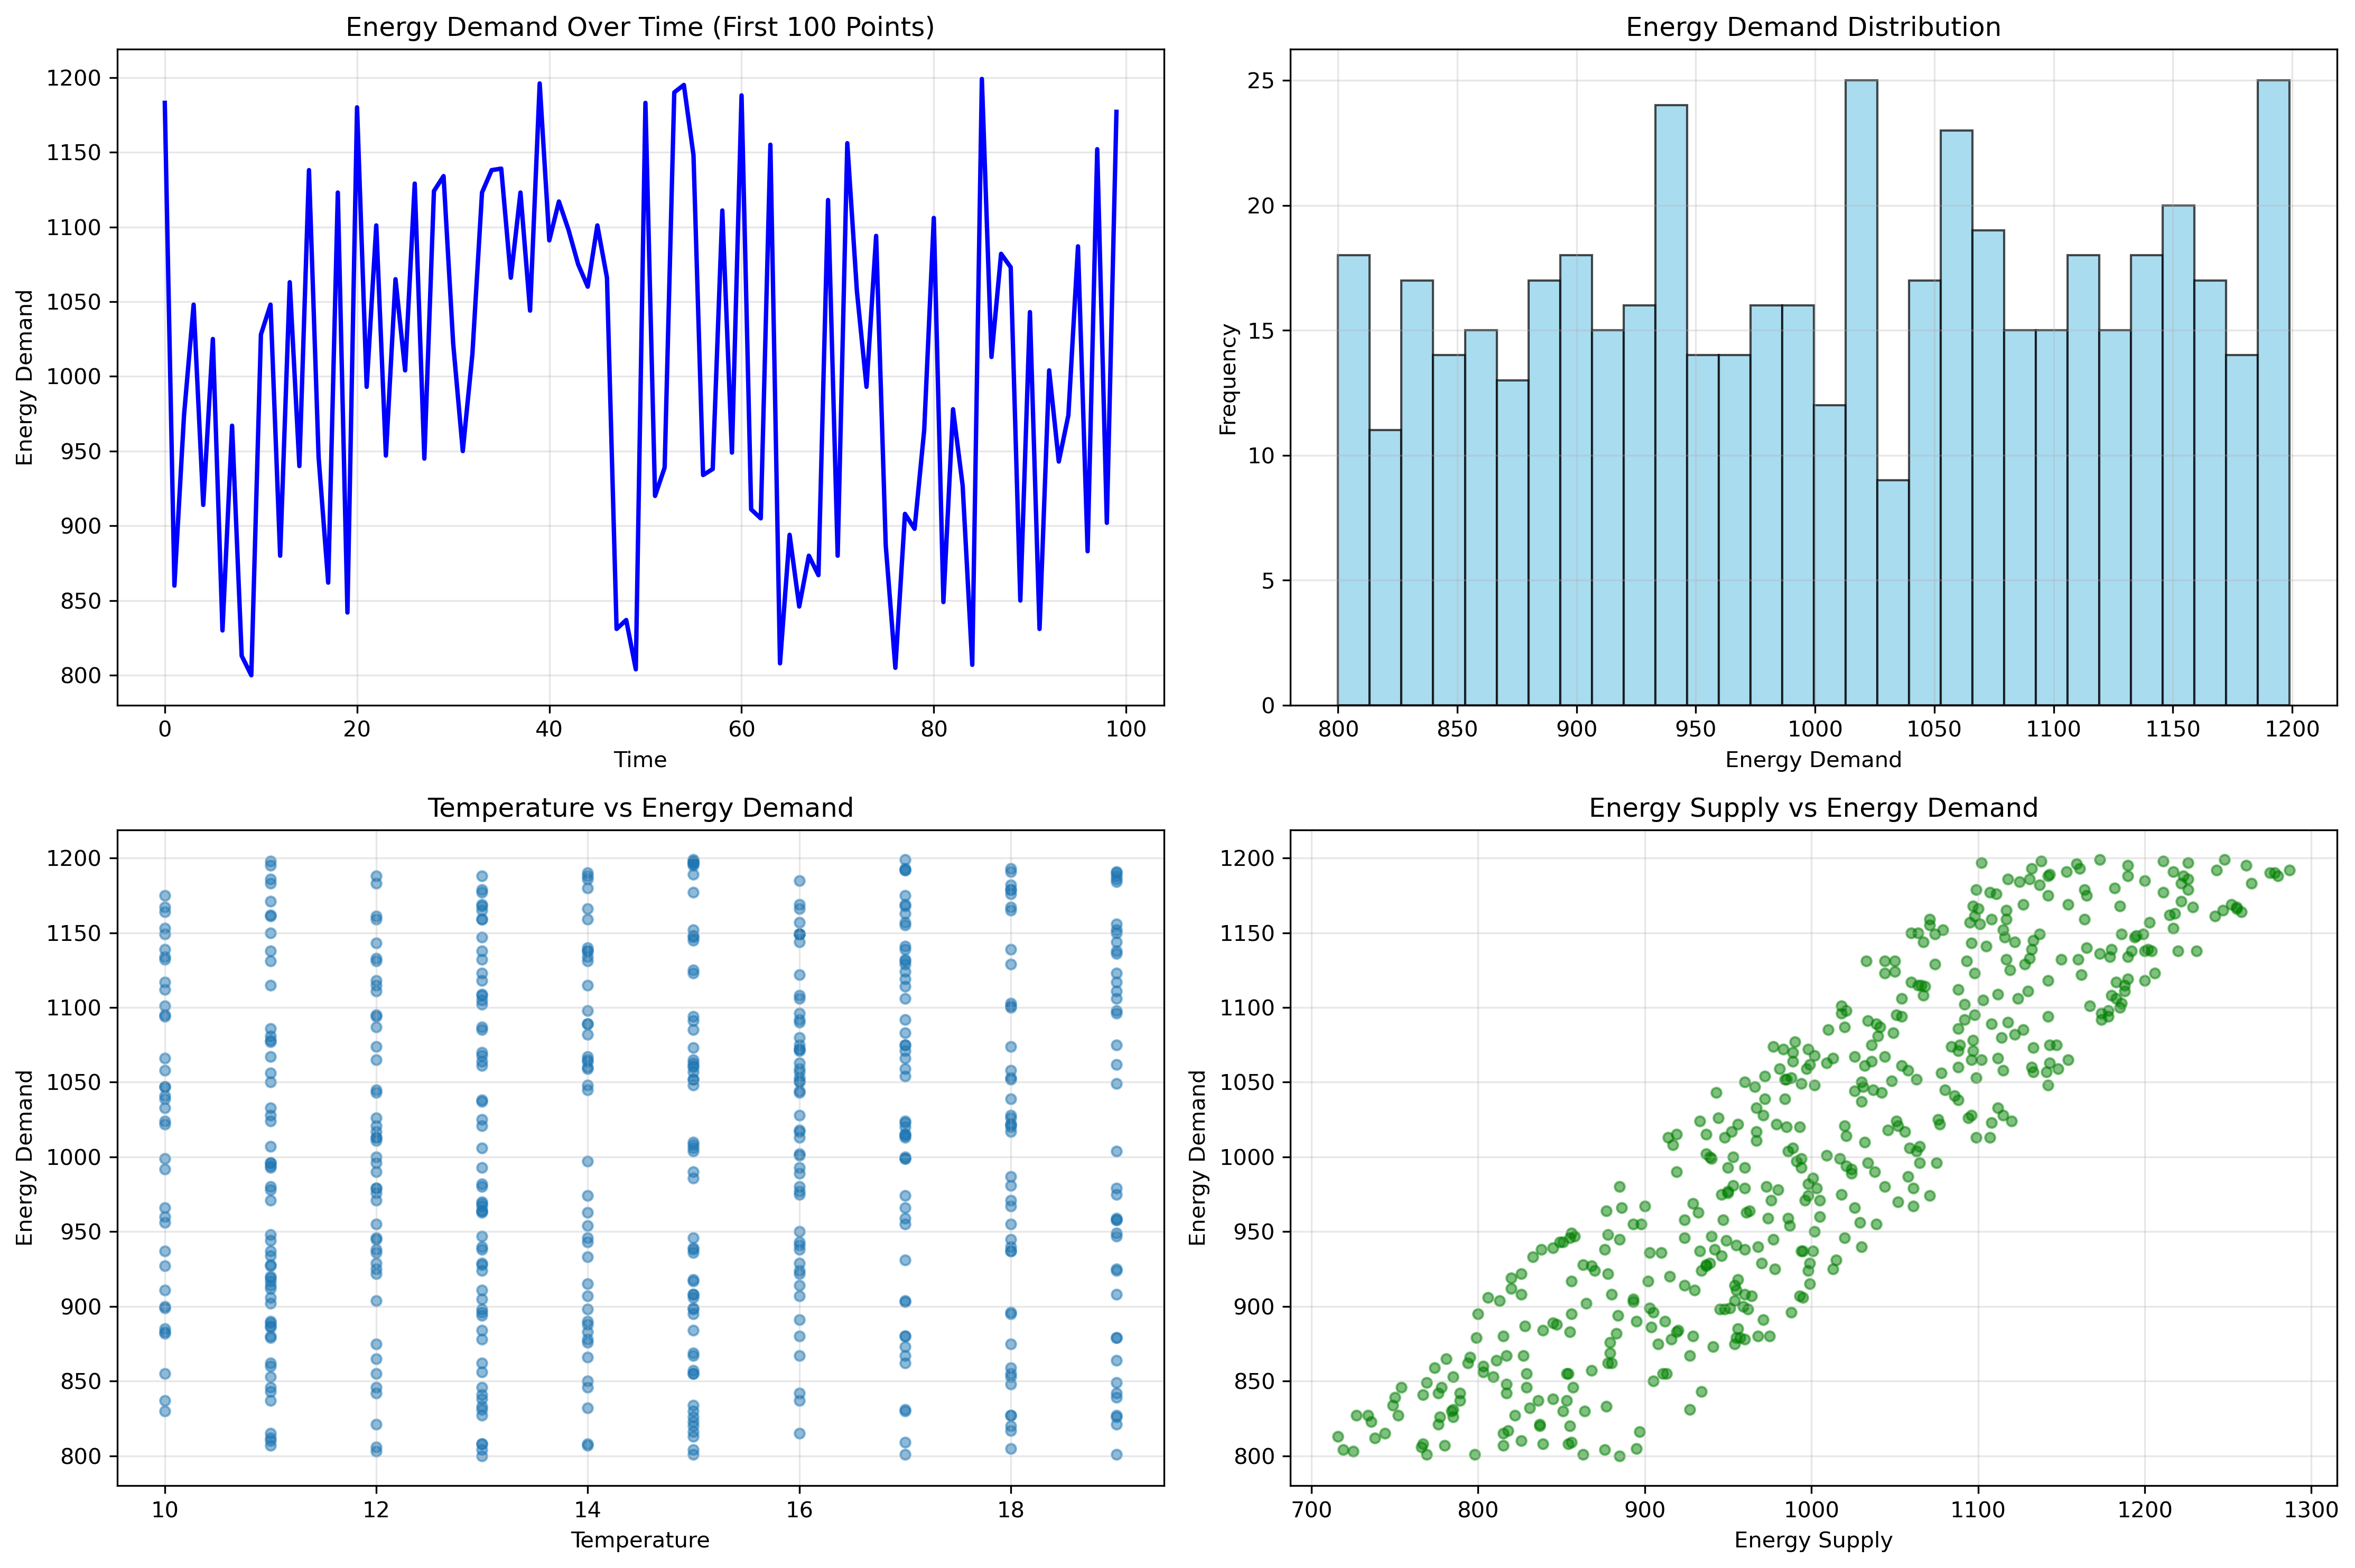 Energy Demand Over Time (First 100 Points)
Energy Demand
1200
1150
1100
1050
1000
950
900
850
800
0 20 40 60 80 100
Time
Energy Demand Distribution
Frequency
25
20
15
10
5
0
800 850 900 950 1000 1050 1100 1150 1200
Energy Demand
Temperature vs Energy Demand
Energy Demand
1200
1150
1100
1050
1000
950
900
850
800
10 12 14 16 18
Temperature
Energy Supply vs Energy Demand
Energy Demand
1200
1150
1100
1050
1000
950
900
850
800
700 800 900 1000 1100 1200 1300
Energy Supply